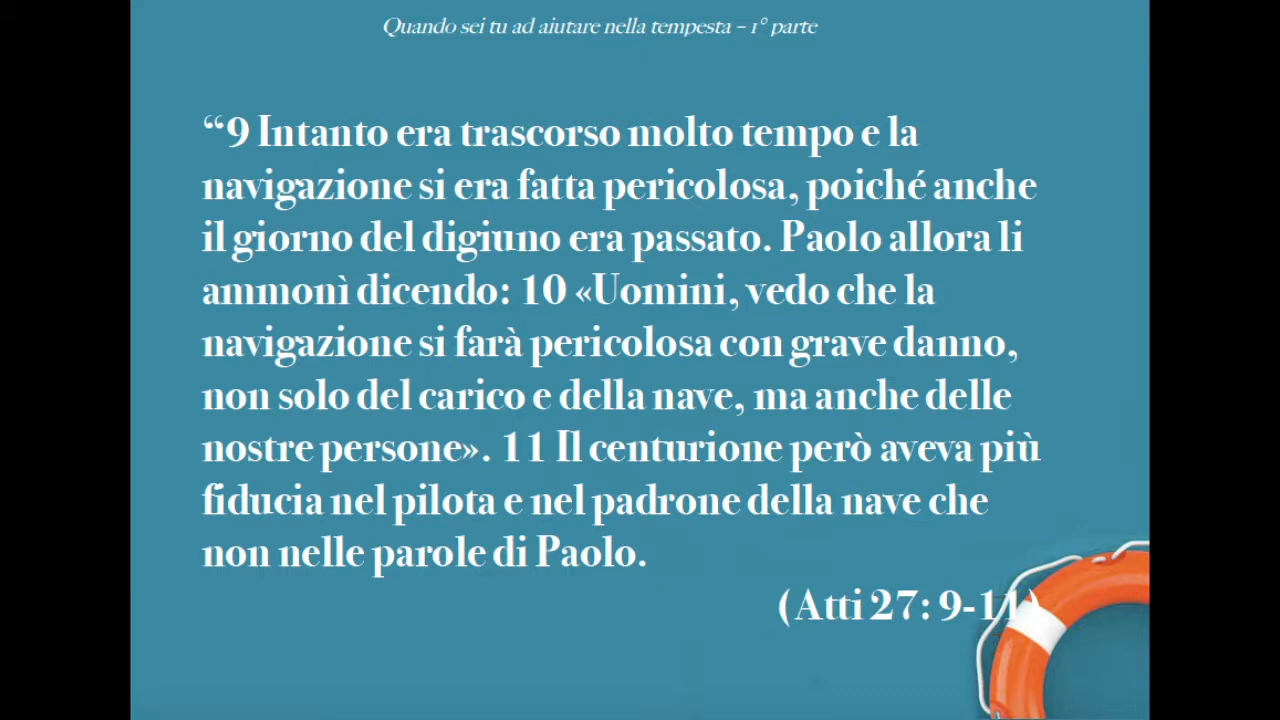 Quando sei tu ad aiutare nella tempesta – 1° parte
“9 Intanto era trascorso molto tempo e la
navigazione si era fatta pericolosa, poiché anche
il giorno del digiuno era passato. Paolo allora li
ammonì dicendo: 10 «Uomini, vedo che la
navigazione si farà pericolosa con grave danno,
non solo del carico e della nave, ma anche delle
nostre persone». 11 Il centurione però aveva più
fiducia nel pilota e nel padrone della nave che
non nelle parole di Paolo.
(Atti 27: 9-11)